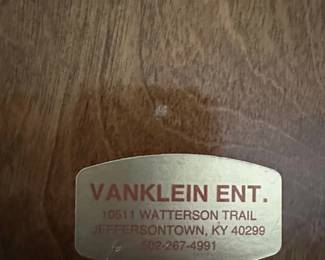 VANKLEIN ENT.
10511 WATTERSON TRAIL
JEFFERSONTOWN, KY 40299
502-267-4991